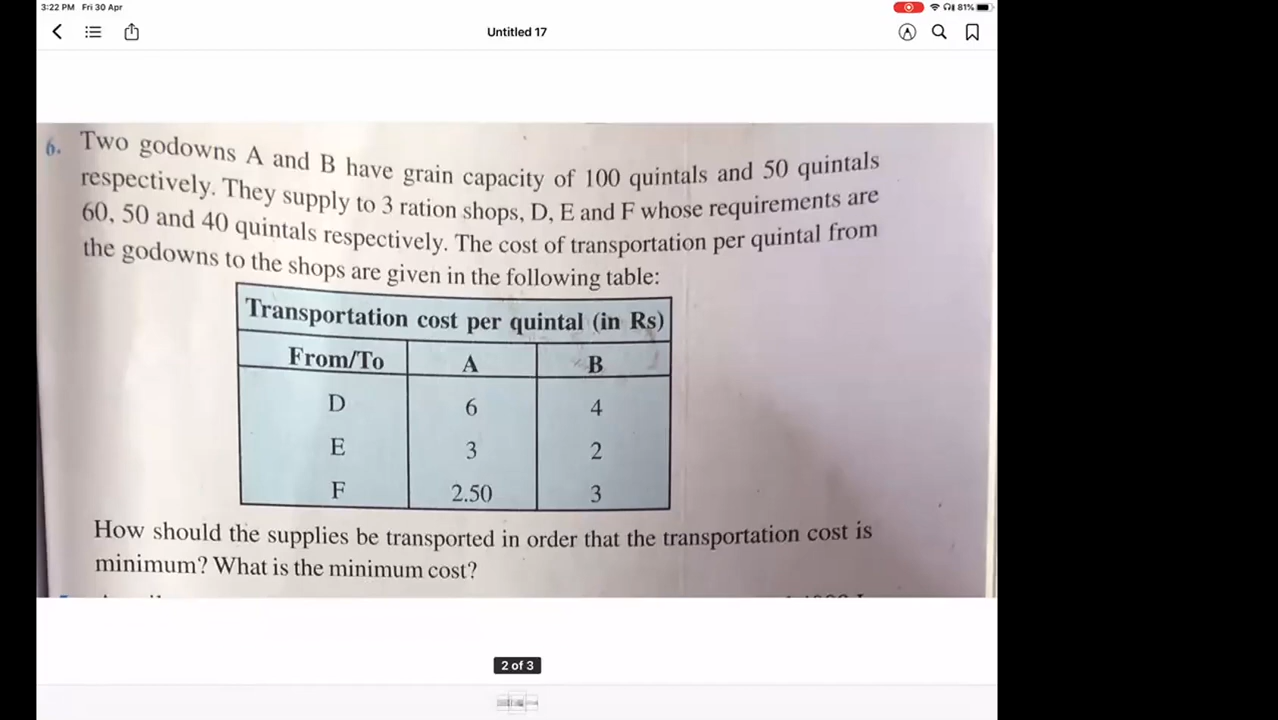 3:22 PM Fri 30 Apr
81%
Untitled 17
6. Two godowns A and B have grain capacity of 100 quintals and 50 quintals
respectively. They supply to 3 ration shops, D, E and F whose requirements are
60, 50 and 40 quintals respectively. The cost of transportation per quintal from
the godowns to the shops are given in the following table:
Transportation cost per quintal (in Rs)
From/To A B
D 6 4
E 3 2
F 2.50 3
How should the supplies be transported in order that the transportation cost is
minimum? What is the minimum cost?
2 of 3